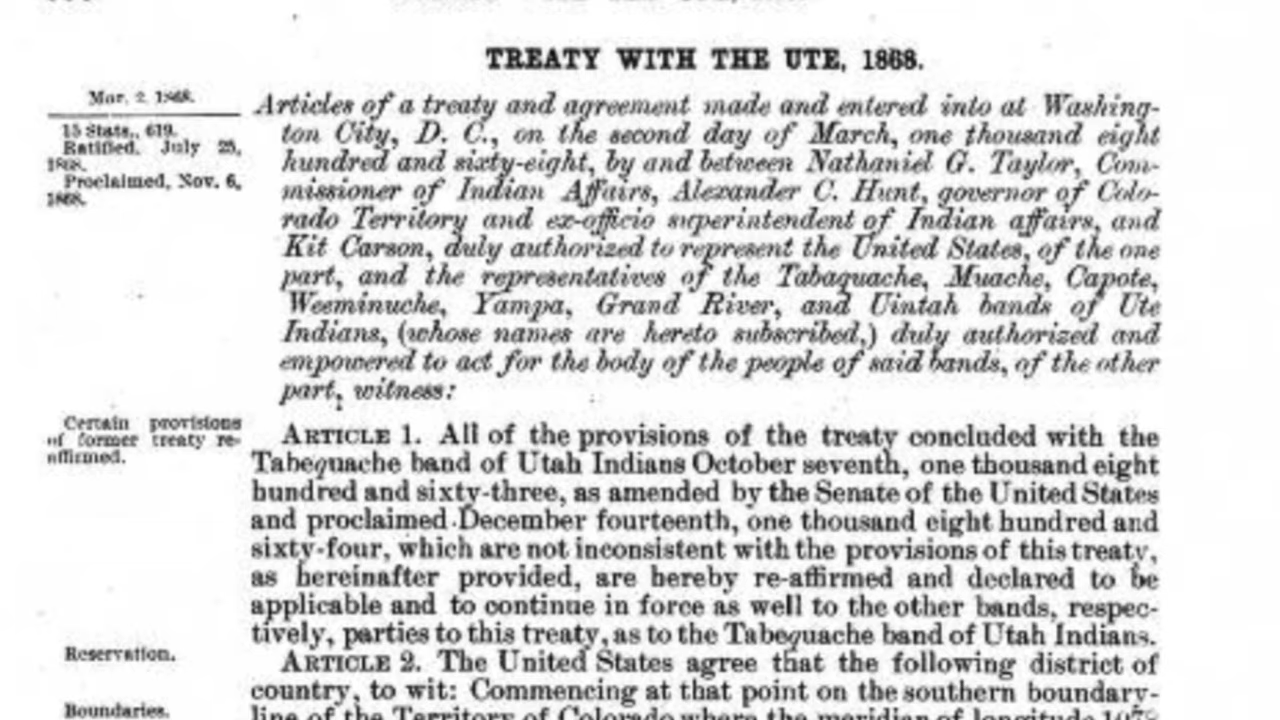 TREATY WITH THE UTE, 1868.
Mar. 2, 1868.
15 Stats., 619.
Ratified, July 25,
1868.
Proclaimed, Nov. 6,
1868.
Articles of a treaty and agreement made and entered into at Washing-
ton City, D. C., on the second day of March, one thousand eight
hundred and sixty-eight, by and between Nathaniel G. Taylor, Com-
missioner of Indian Affairs, Alexander C. Hunt, governor of Colo-
rado Territory and ex-officio superintendent of Indian affairs, and
Kit Carson, duly authorized to represent the United States, of the one
part, and the representatives of the Tabaquache, Muache, Capote,
Weeminuche, Yampa, Grand River, and Uintah bands of Ute
Indians, (whose names are hereto subscribed,) duly authorized and
empowered to act for the body of the people of said bands, of the other
part, witness:
Certain provisions
of former treaty re-
affirmed.
ARTICLE 1. All of the provisions of the treaty concluded with the
Tabequache band of Utah Indians October seventh, one thousand eight
hundred and sixty-three, as amended by the Senate of the United States
and proclaimed December fourteenth, one thousand eight hundred and
sixty-four, which are not inconsistent with the provisions of this treaty,
as hereinafter provided, are hereby re-affirmed and declared to be
applicable and to continue in force as well to the other bands, respec-
tively, parties to this treaty, as to the Tabequache band of Utah Indians.
Reservation.
ARTICLE 2. The United States agree that the following district of
country, to wit: Commencing at that point on the southern boundary-
Boundaries.
line of the Territory of Colorado where the meridian of longitude